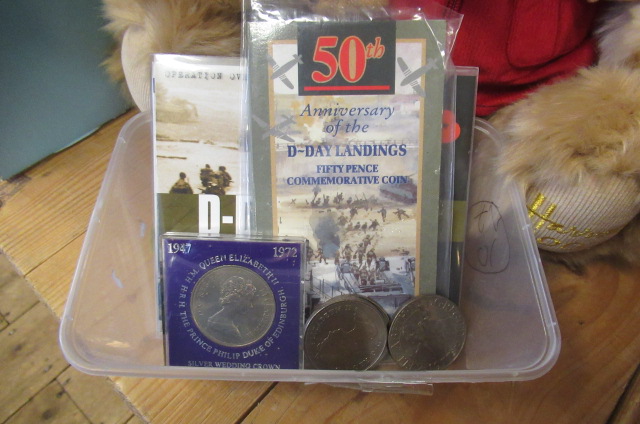 OPERATION OV
D-D
50th
Anniversary
of the
D-DAY LANDINGS
FIFTY PENCE
COMMEMORATIVE COIN
1947 1972
H.M. QUEEN ELIZABETH II
H.R.H. THE PRINCE PHILIP DUKE OF EDINBURGH
SILVER WEDDING CROWN